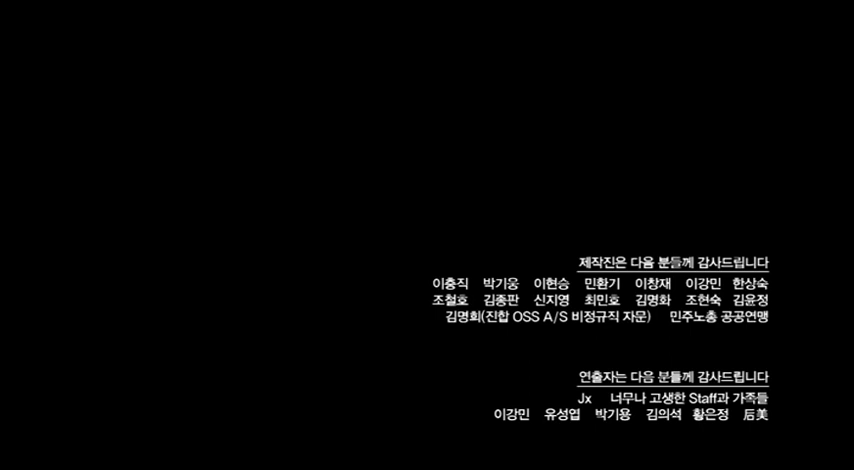 제작진은 다음 분들께 감사드립니다
이충직 박기웅 이현승 민환기 이창재 이강민 한상숙
조철호 김종판 신지영 최민호 김명화 조현숙 김윤정
김명희(진합 OSS A/S 비정규직 자문) 민주노총 공공연맹
연출자는 다음 분들께 감사드립니다
Jx 너무나 고생한 Staff과 가족들
이강민 유성엽 박기용 김의석 황은정 后美